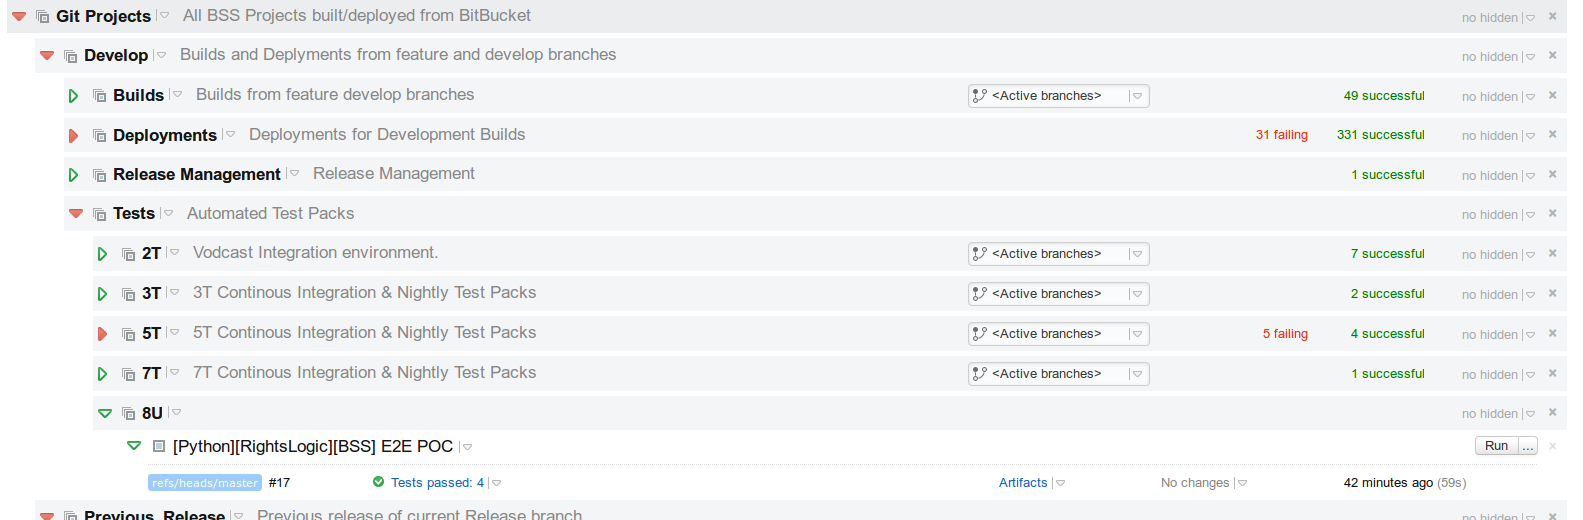 Git Projects All BSS Projects built/deployed from BitBucket no hidden
Develop Builds and Deplyments from feature and develop branches no hidden
Builds Builds from feature develop branches <Active branches> 49 successful no hidden
Deployments Deployments for Development Builds 31 failing 331 successful no hidden
Release Management Release Management 1 successful no hidden
Tests Automated Test Packs no hidden
2T Vodcast Integration environment. <Active branches> 7 successful no hidden
3T 3T Continous Integration & Nightly Test Packs <Active branches> 2 successful no hidden
5T 5T Continous Integration & Nightly Test Packs <Active branches> 5 failing 4 successful no hidden
7T 7T Continous Integration & Nightly Test Packs <Active branches> 1 successful no hidden
8U no hidden
[Python][RightsLogic][BSS] E2E POC Run ...
refs/heads/master #17 Tests passed: 4 Artifacts No changes 42 minutes ago (59s)
Previous Release Previous release of current Release branch no hidden